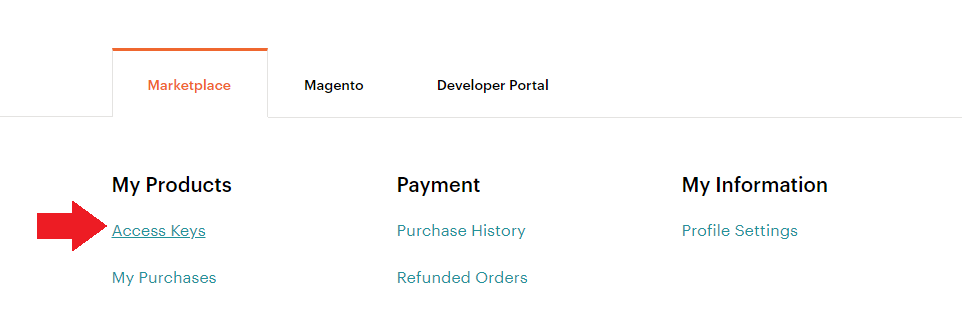 Marketplace
Magento
Developer Portal
My Products
Payment
My Information
Access Keys
Purchase History
Profile Settings
My Purchases
Refunded Orders